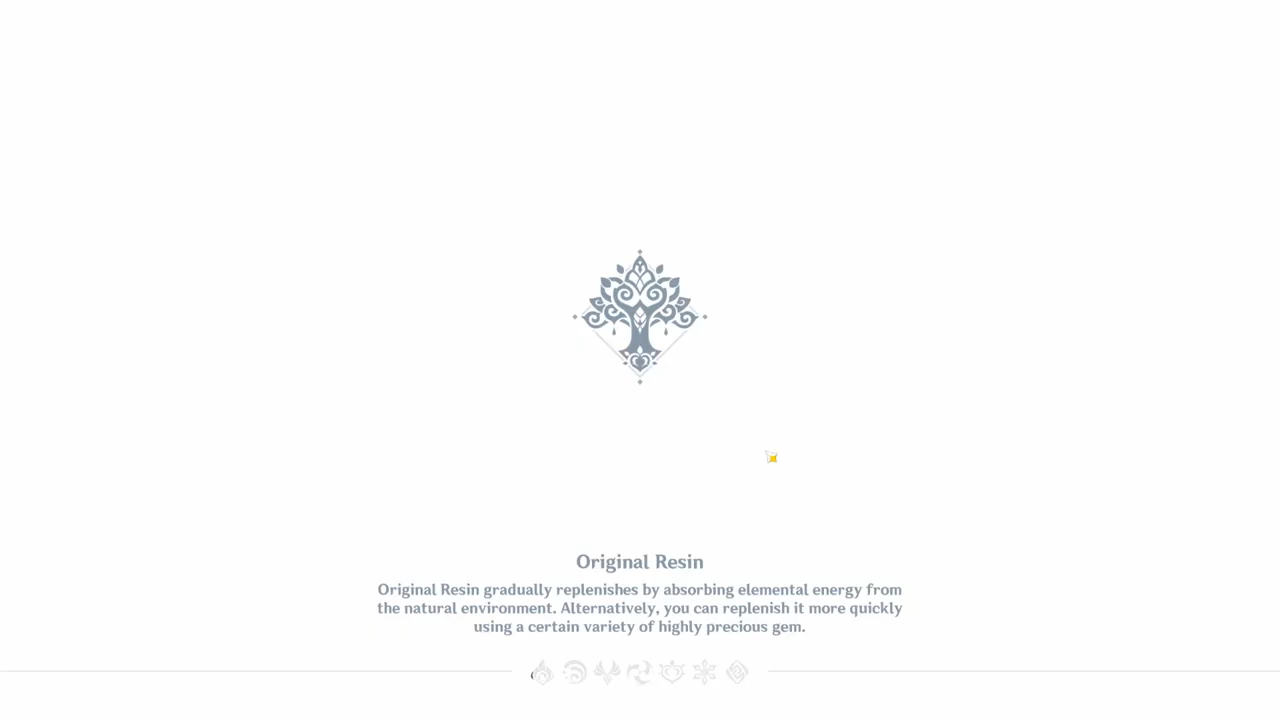 Original Resin
Original Resin gradually replenishes by absorbing elemental energy from
the natural environment. Alternatively, you can replenish it more quickly
using a certain variety of highly precious gem.